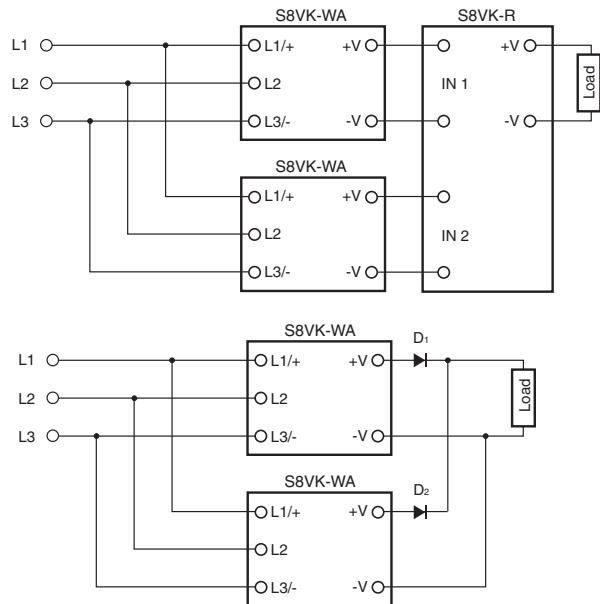 S8VK-WA S8VK-R
L1 L1/+ +V +V
L2 L2 IN 1 Load
L3 L3/- -V -V
S8VK-WA
L1/+ +V
L2 IN 2
L3/- -V
S8VK-WA D1
L1 L1/+ +V
L2 L2 Load
L3 L3/- -V
S8VK-WA D2
L1/+ +V
L2
L3/- -V